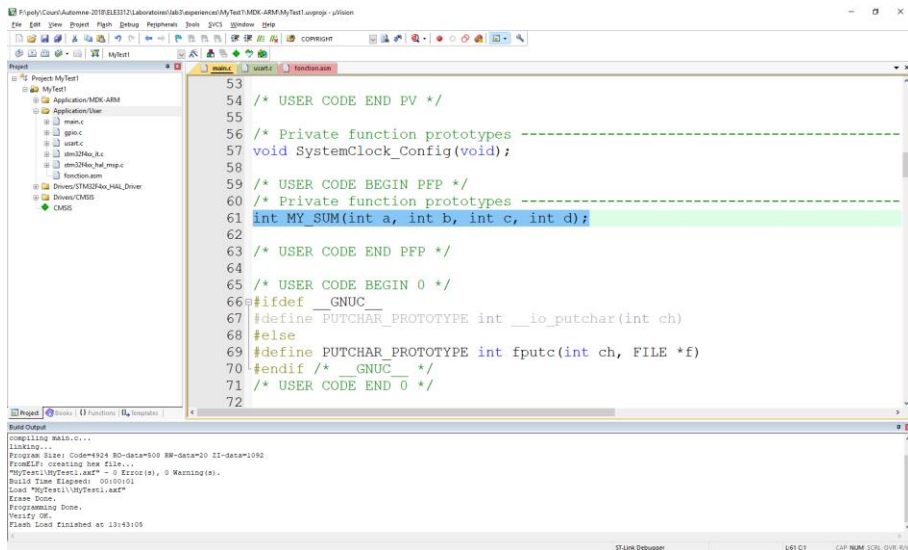 F:\poly\Cours\Automne-2018\ELE3312\Laboratoires\lab3\experiences\MyTest1\MDK-ARM\MyTest1.uvprojx - µVision
File Edit View Project Flash Debug Peripherals Tools SVCS Window Help
COPYRIGHT
MyTest1
Project
Project: MyTest1
MyTest1
Application/MDK-ARM
Application/User
main.c
gpio.c
usart.c
stm32f4xx_it.c
stm32f4xx_hal_msp.c
fonction.asm
Drivers/STM32F4xx_HAL_Driver
Drivers/CMSIS
CMSIS
Project Books {} Functions Templates
main.c usart.c fonction.asm
53
54 /* USER CODE END PV */
55
56 /* Private function prototypes -----------------------------------------------
57 void SystemClock_Config(void);
58
59 /* USER CODE BEGIN PFP */
60 /* Private function prototypes -----------------------------------------------
61 int MY_SUM(int a, int b, int c, int d);
62
63 /* USER CODE END PFP */
64
65 /* USER CODE BEGIN 0 */
66 #ifdef __GNUC__
67 #define PUTCHAR_PROTOTYPE int __io_putchar(int ch)
68 #else
69 #define PUTCHAR_PROTOTYPE int fputc(int ch, FILE *f)
70 #endif /* __GNUC__ */
71 /* USER CODE END 0 */
72
Build Output
compiling main.c...
linking...
Program Size: Code=4924 RO-data=508 RW-data=20 ZI-data=1092
FromELF: creating hex file...
"MyTest1\MyTest1.axf" - 0 Error(s), 0 Warning(s).
Build Time Elapsed: 00:00:01
Load "MyTest1\\MyTest1.axf"
Erase Done.
Programming Done.
Verify OK.
Flash Load finished at 13:43:05
ST-Link Debugger L:61 C:1 CAP NUM SCRL OVR R/W